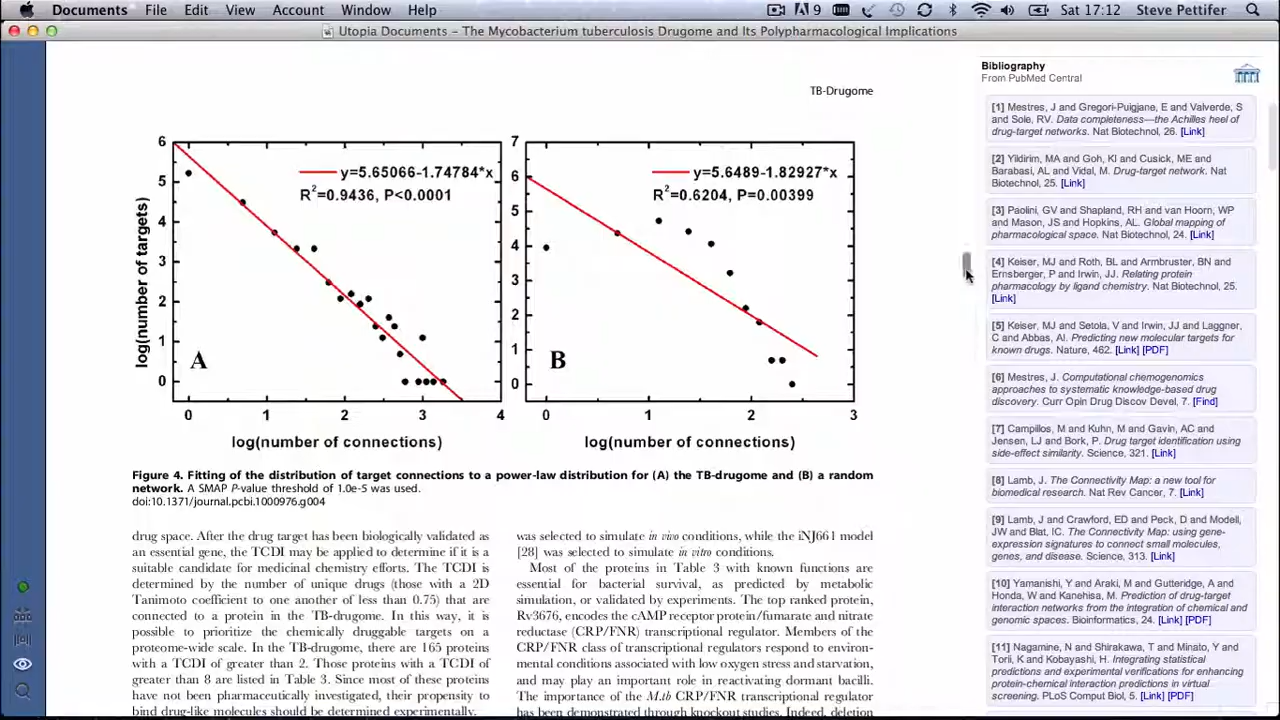 Documents File Edit View Account Window Help 9 Sat 17:12 Steve Pettifer
Utopia Documents – The Mycobacterium tuberculosis Drugome and Its Polypharmacological Implications
TB-Drugome
6
5
4
3
2
1
0
log(number of targets)
y=5.65066-1.74784*x
R²=0.9436, P<0.0001
A
0 1 2 3 4
log(number of connections)
7
6
5
4
3
2
1
0
y=5.6489-1.82927*x
R²=0.6204, P=0.00399
B
0 1 2 3
log(number of connections)
Figure 4. Fitting of the distribution of target connections to a power-law distribution for (A) the TB-drugome and (B) a random
network. A SMAP P-value threshold of 1.0e-5 was used.
doi:10.1371/journal.pcbi.1000976.g004
drug space. After the drug target has been biologically validated as
an essential gene, the TCDI may be applied to determine if it is a
suitable candidate for medicinal chemistry efforts. The TCDI is
determined by the number of unique drugs (those with a 2D
Tanimoto coefficient to one another of less than 0.75) that are
connected to a protein in the TB-drugome. In this way, it is
possible to prioritize the chemically druggable targets on a
proteome-wide scale. In the TB-drugome, there are 165 proteins
with a TCDI of greater than 2. Those proteins with a TCDI of
greater than 8 are listed in Table 3. Since most of these proteins
have not been pharmaceutically investigated, their propensity to
bind drug-like molecules should be determined experimentally.
was selected to simulate in vivo conditions, while the iNJ661 model
[28] was selected to simulate in vitro conditions.
Most of the proteins in Table 3 with known functions are
essential for bacterial survival, as predicted by metabolic
simulation, or validated by experiments. The top ranked protein,
Rv3676, encodes the cAMP receptor protein/fumarate and nitrate
reductase (CRP/FNR) transcriptional regulator. Members of the
CRP/FNR class of transcriptional regulators respond to environ-
mental conditions associated with low oxygen stress and starvation,
and may play an important role in reactivating dormant bacilli.
The importance of the M.tb CRP/FNR transcriptional regulator
has been demonstrated through knockout studies. Indeed, deletion
Bibliography
From PubMed Central
[1] Mestres, J and Gregori-Puigjane, E and Valverde, S
and Sole, RV. Data completeness—the Achilles heel of
drug-target networks. Nat Biotechnol, 26. [Link]
[2] Yildirim, MA and Goh, KI and Cusick, ME and
Barabasi, AL and Vidal, M. Drug-target network. Nat
Biotechnol, 25. [Link]
[3] Paolini, GV and Shapland, RH and van Hoorn, WP
and Mason, JS and Hopkins, AL. Global mapping of
pharmacological space. Nat Biotechnol, 24. [Link]
[4] Keiser, MJ and Roth, BL and Armbruster, BN and
Ernsberger, P and Irwin, JJ. Relating protein
pharmacology by ligand chemistry. Nat Biotechnol, 25.
[Link]
[5] Keiser, MJ and Setola, V and Irwin, JJ and Laggner,
C and Abbas, AI. Predicting new molecular targets for
known drugs. Nature, 462. [Link] [PDF]
[6] Mestres, J. Computational chemogenomics
approaches to systematic knowledge-based drug
discovery. Curr Opin Drug Discov Devel, 7. [Find]
[7] Campillos, M and Kuhn, M and Gavin, AC and
Jensen, LJ and Bork, P. Drug target identification using
side-effect similarity. Science, 321. [Link]
[8] Lamb, J. The Connectivity Map: a new tool for
biomedical research. Nat Rev Cancer, 7. [Link]
[9] Lamb, J and Crawford, ED and Peck, D and Modell,
JW and Blat, IC. The Connectivity Map: using gene-
expression signatures to connect small molecules,
genes, and disease. Science, 313. [Link]
[10] Yamanishi, Y and Araki, M and Gutteridge, A and
Honda, W and Kanehisa, M. Prediction of drug-target
interaction networks from the integration of chemical and
genomic spaces. Bioinformatics, 24. [Link] [PDF]
[11] Nagamine, N and Shirakawa, T and Minato, Y and
Torii, K and Kobayashi, H. Integrating statistical
predictions and experimental verifications for enhancing
protein-chemical interaction predictions in virtual
screening. PLoS Comput Biol, 5. [Link] [PDF]